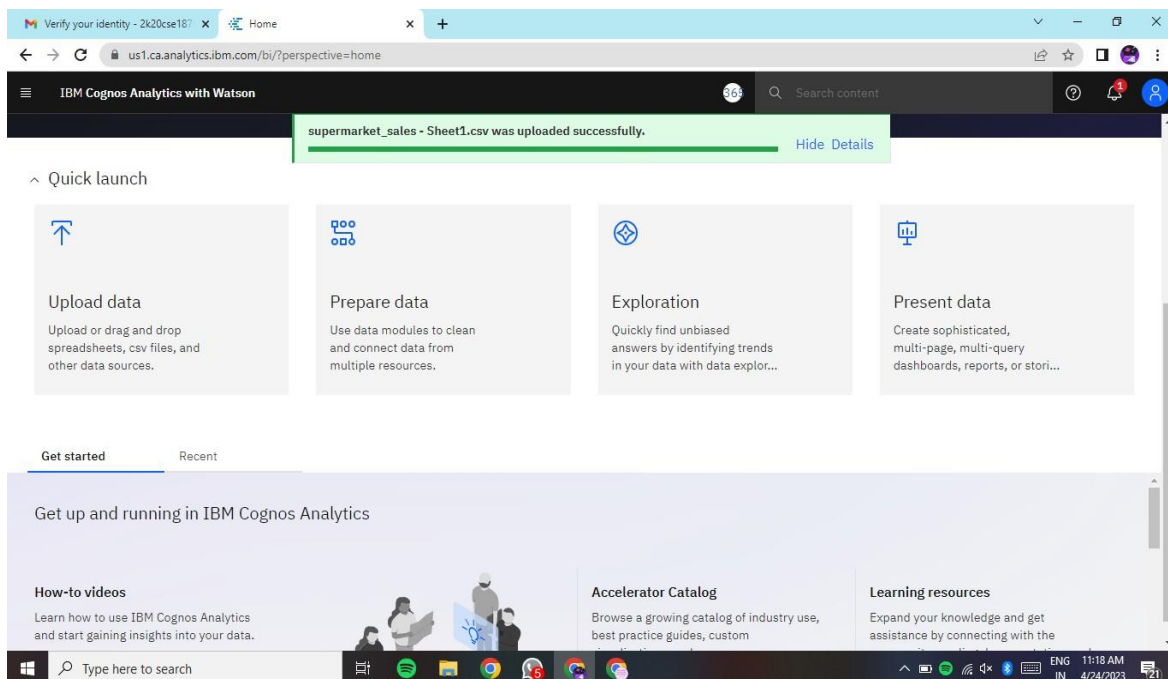 Verify your identity - 2k20cse187
Home
us1.ca.analytics.ibm.com/bi/?perspective=home
IBM Cognos Analytics with Watson
Search content
1
supermarket_sales - Sheet1.csv was uploaded successfully.
Hide Details
Quick launch
Upload data
Upload or drag and drop
spreadsheets, csv files, and
other data sources.
Prepare data
Use data modules to clean
and connect data from
multiple resources.
Exploration
Quickly find unbiased
answers by identifying trends
in your data with data explor...
Present data
Create sophisticated,
multi-page, multi-query
dashboards, reports, or stori...
Get started
Recent
Get up and running in IBM Cognos Analytics
How-to videos
Learn how to use IBM Cognos Analytics
and start gaining insights into your data.
Accelerator Catalog
Browse a growing catalog of industry use,
best practice guides, custom
Learning resources
Expand your knowledge and get
assistance by connecting with the
Type here to search
5
ENG
IN
11:18 AM
4/24/2023
21